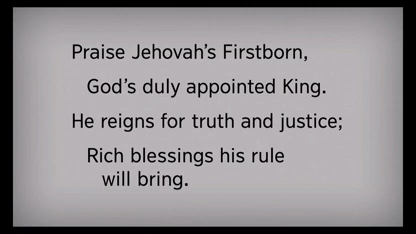 Praise Jehovah’s Firstborn,
God’s duly appointed King.
He reigns for truth and justice;
Rich blessings his rule
will bring.